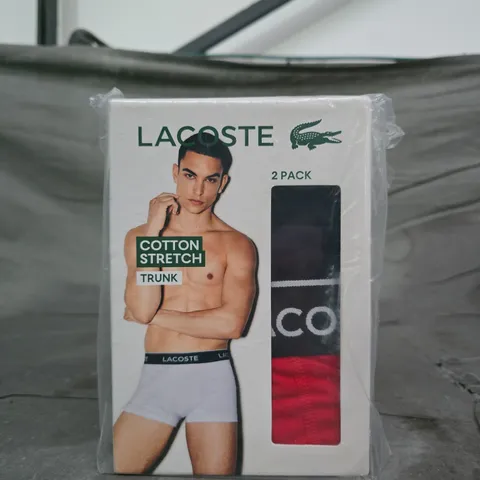 LACOSTE
2 PACK
COTTON
STRETCH
TRUNK
LACOSTE
ACO